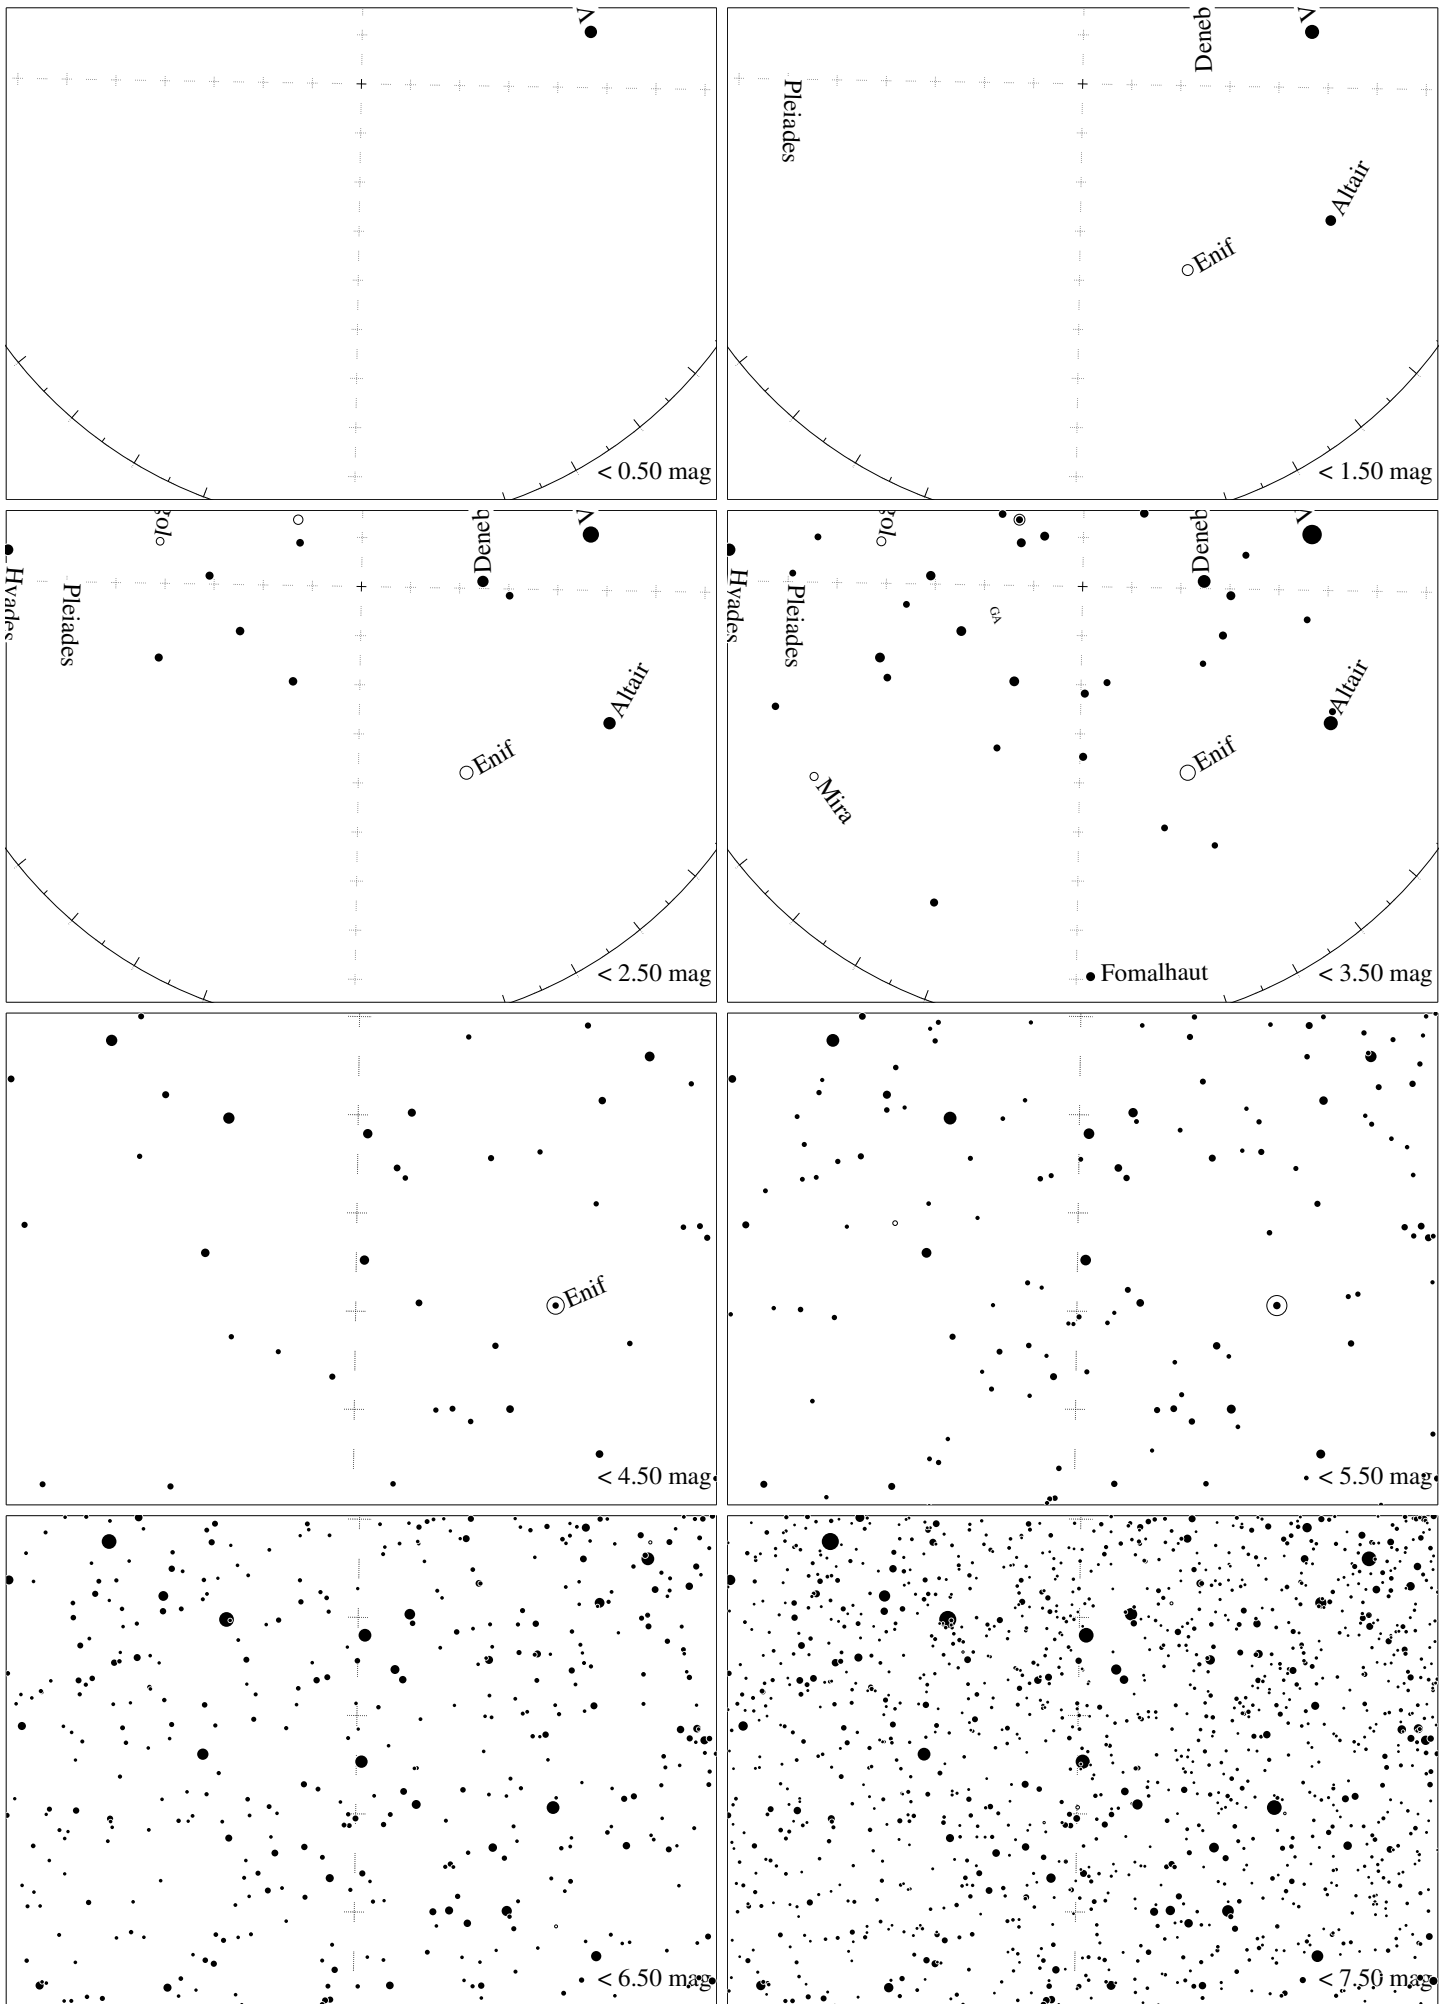 < 0.50 mag
Deneb
Pleiades
Altair
Enif
< 1.50 mag
Deneb
Hyades
Pleiades
Altair
Enif
< 2.50 mag
Deneb
Hyades
Pleiades
GA
Altair
Enif
Mira
Fomalhaut
< 3.50 mag
Enif
< 4.50 mag
< 5.50 mag
< 6.50 mag
< 7.50 mag